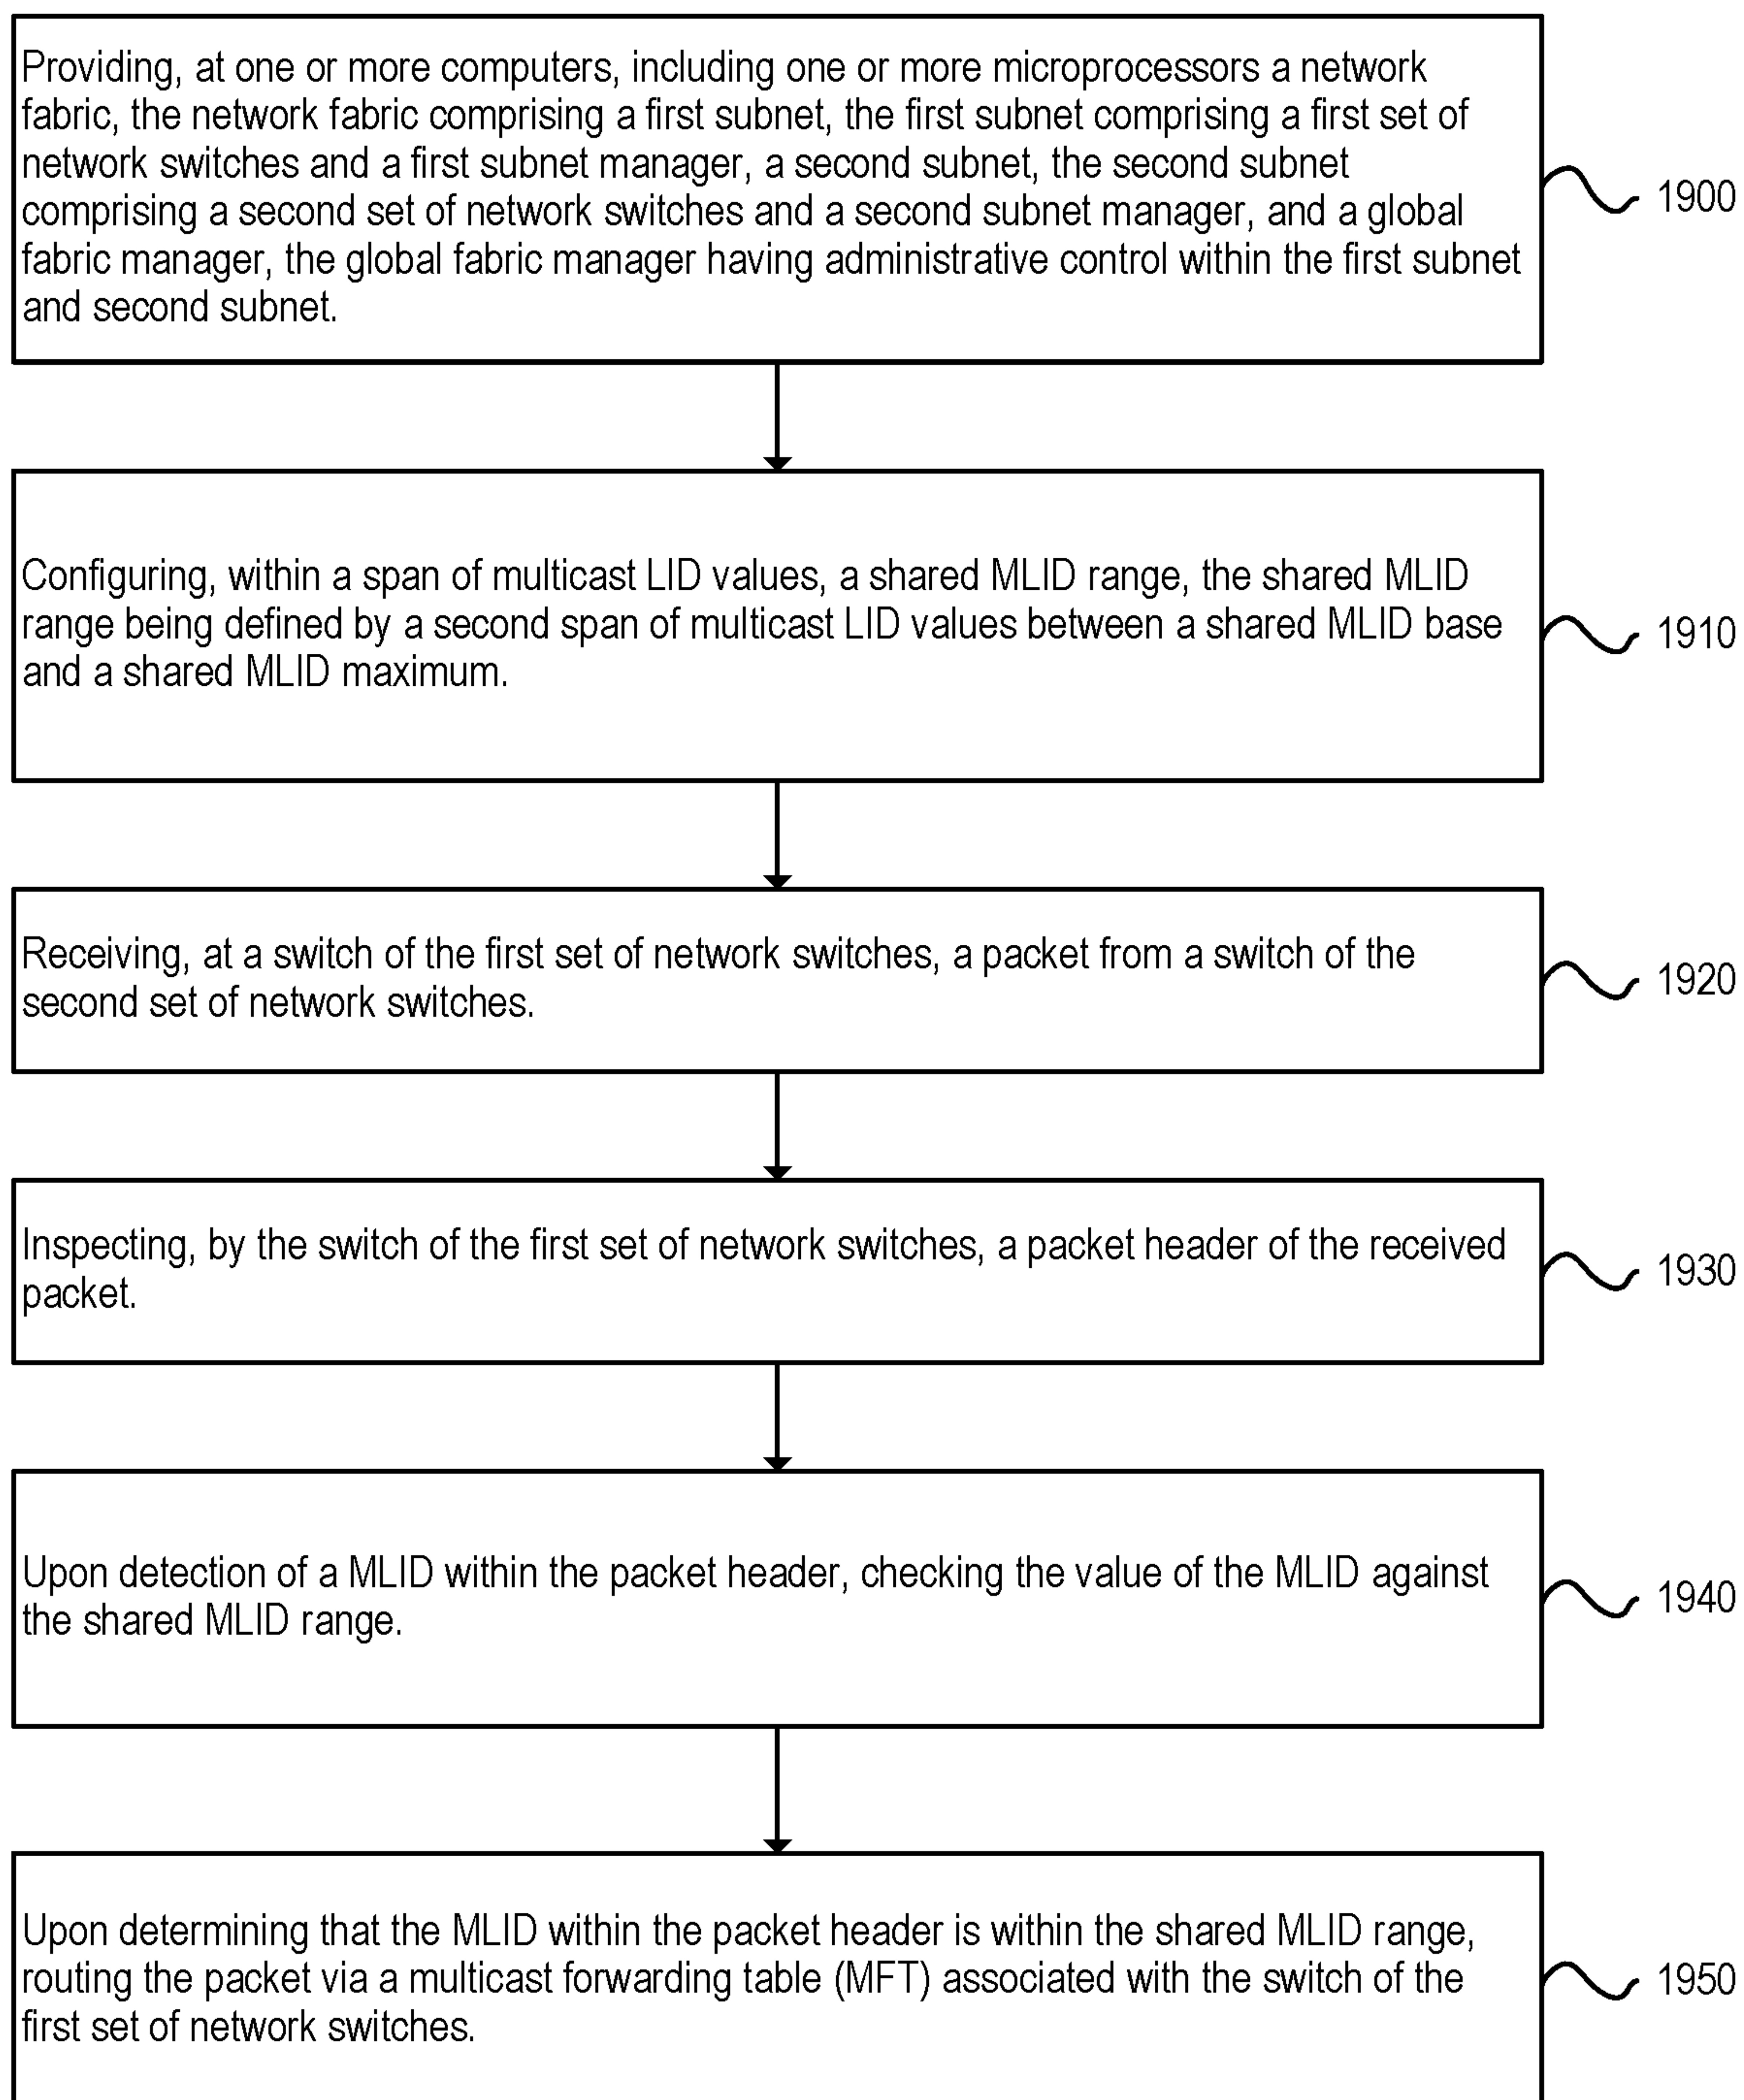 Providing, at one or more computers, including one or more microprocessors a network
fabric, the network fabric comprising a first subnet, the first subnet comprising a first set of
network switches and a first subnet manager, a second subnet, the second subnet
comprising a second set of network switches and a second subnet manager, and a global
fabric manager, the global fabric manager having administrative control within the first subnet
and second subnet.
1900
Configuring, within a span of multicast LID values, a shared MLID range, the shared MLID
range being defined by a second span of multicast LID values between a shared MLID base
and a shared MLID maximum.
1910
Receiving, at a switch of the first set of network switches, a packet from a switch of the
second set of network switches.
1920
Inspecting, by the switch of the first set of network switches, a packet header of the received
packet.
1930
Upon detection of a MLID within the packet header, checking the value of the MLID against
the shared MLID range.
1940
Upon determining that the MLID within the packet header is within the shared MLID range,
routing the packet via a multicast forwarding table (MFT) associated with the switch of the
first set of network switches.
1950